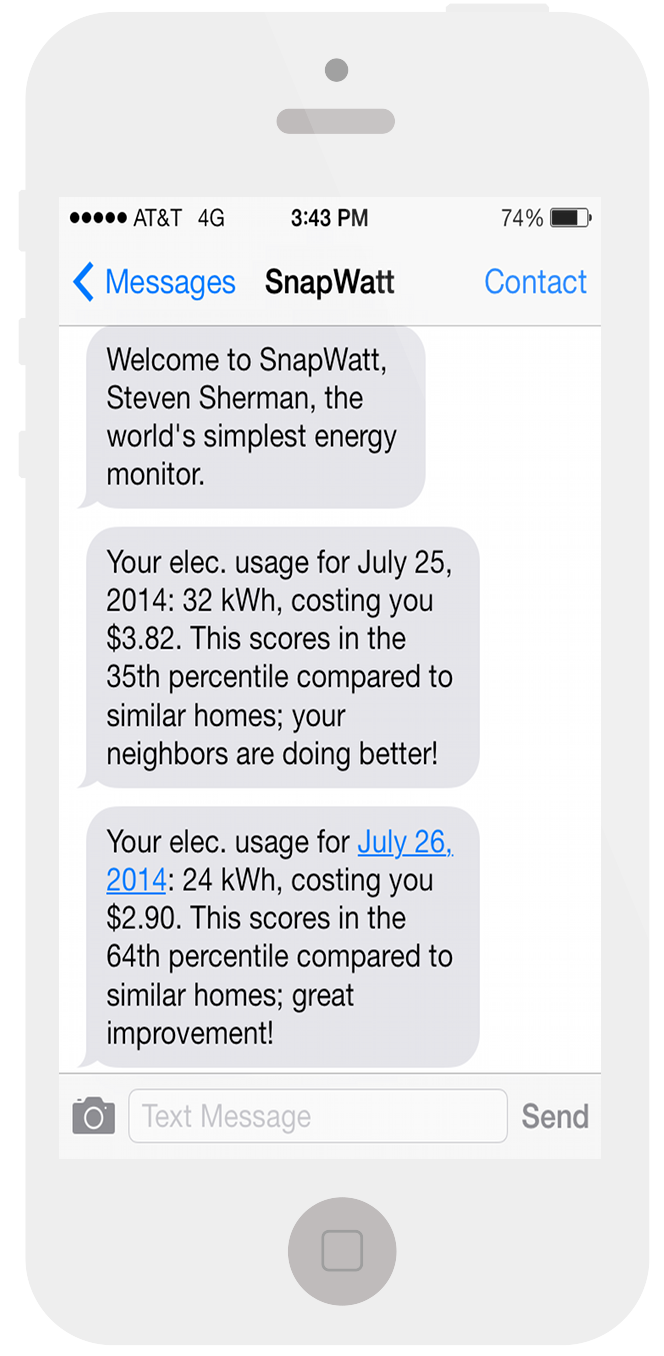 AT&T 4G 3:43 PM 74%
Messages SnapWatt Contact
Welcome to SnapWatt,
Steven Sherman, the
world's simplest energy
monitor.
Your elec. usage for July 25,
2014: 32 kWh, costing you
$3.82. This scores in the
35th percentile compared to
similar homes; your
neighbors are doing better!
Your elec. usage for July 26,
2014: 24 kWh, costing you
$2.90. This scores in the
64th percentile compared to
similar homes; great
improvement!
Text Message Send